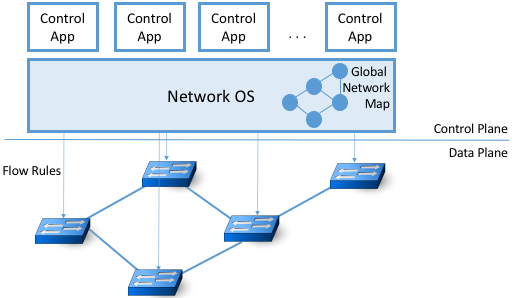 Control
App
Control
App
Control
App
. . .
Control
App
Network OS
Global
Network
Map
Control Plane
Data Plane
Flow Rules